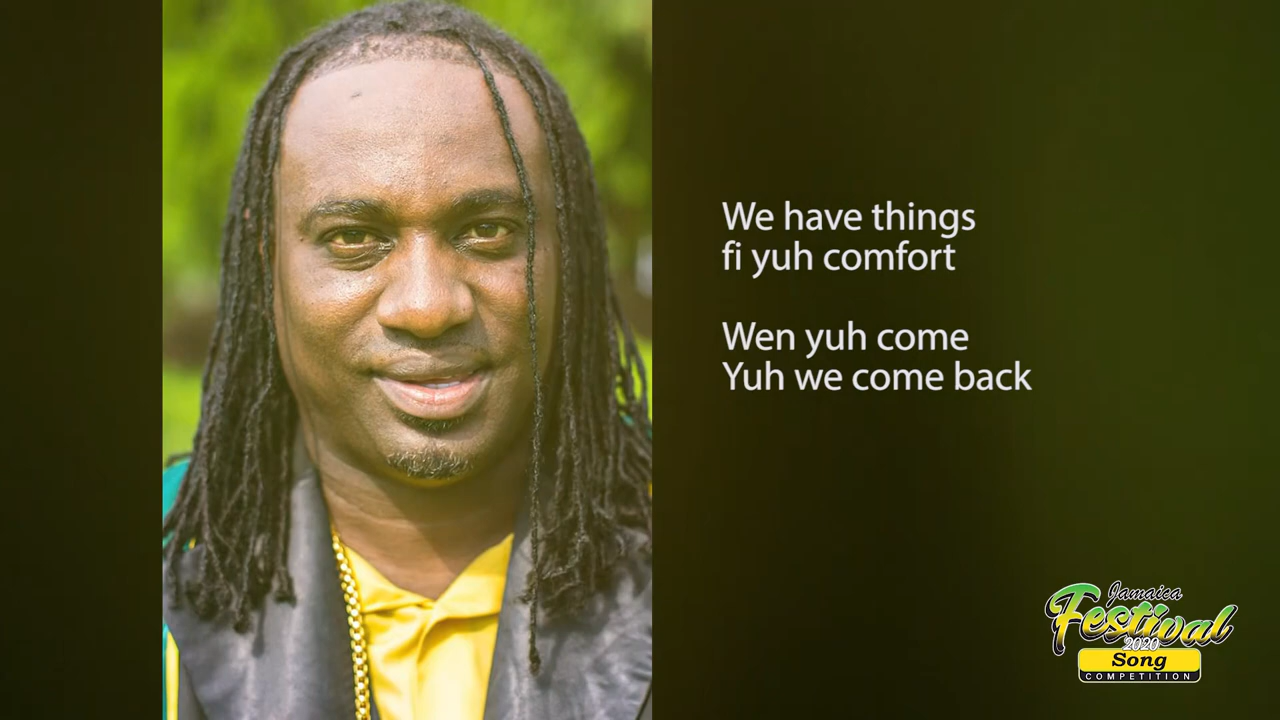 We have things
fi yuh comfort
Wen yuh come
Yuh we come back
Jamaica
Festival
2020
Song
COMPETITION